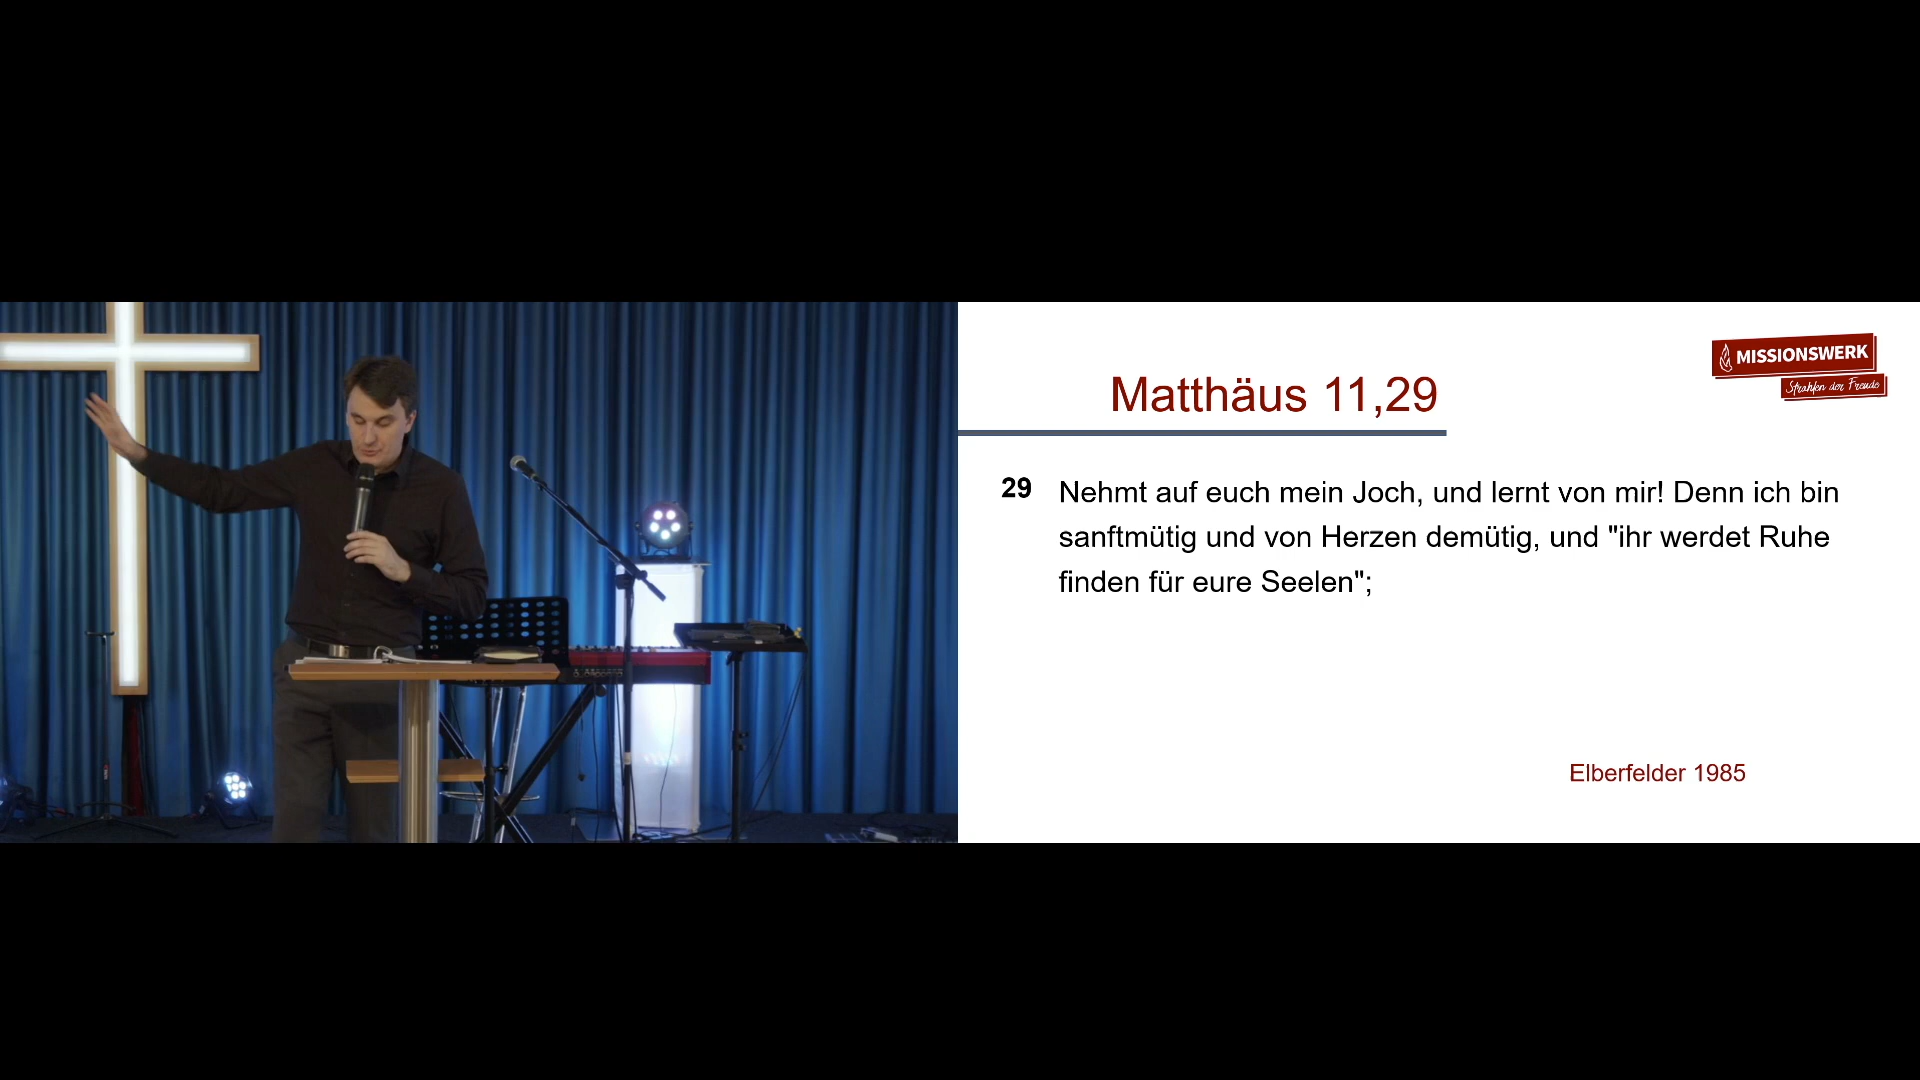 MISSIONSWERK
Strahlen der Freude
Matthäus 11,29
29 Nehmt auf euch mein Joch, und lernt von mir! Denn ich bin
sanftmütig und von Herzen demütig, und "ihr werdet Ruhe
finden für eure Seelen";
Elberfelder 1985